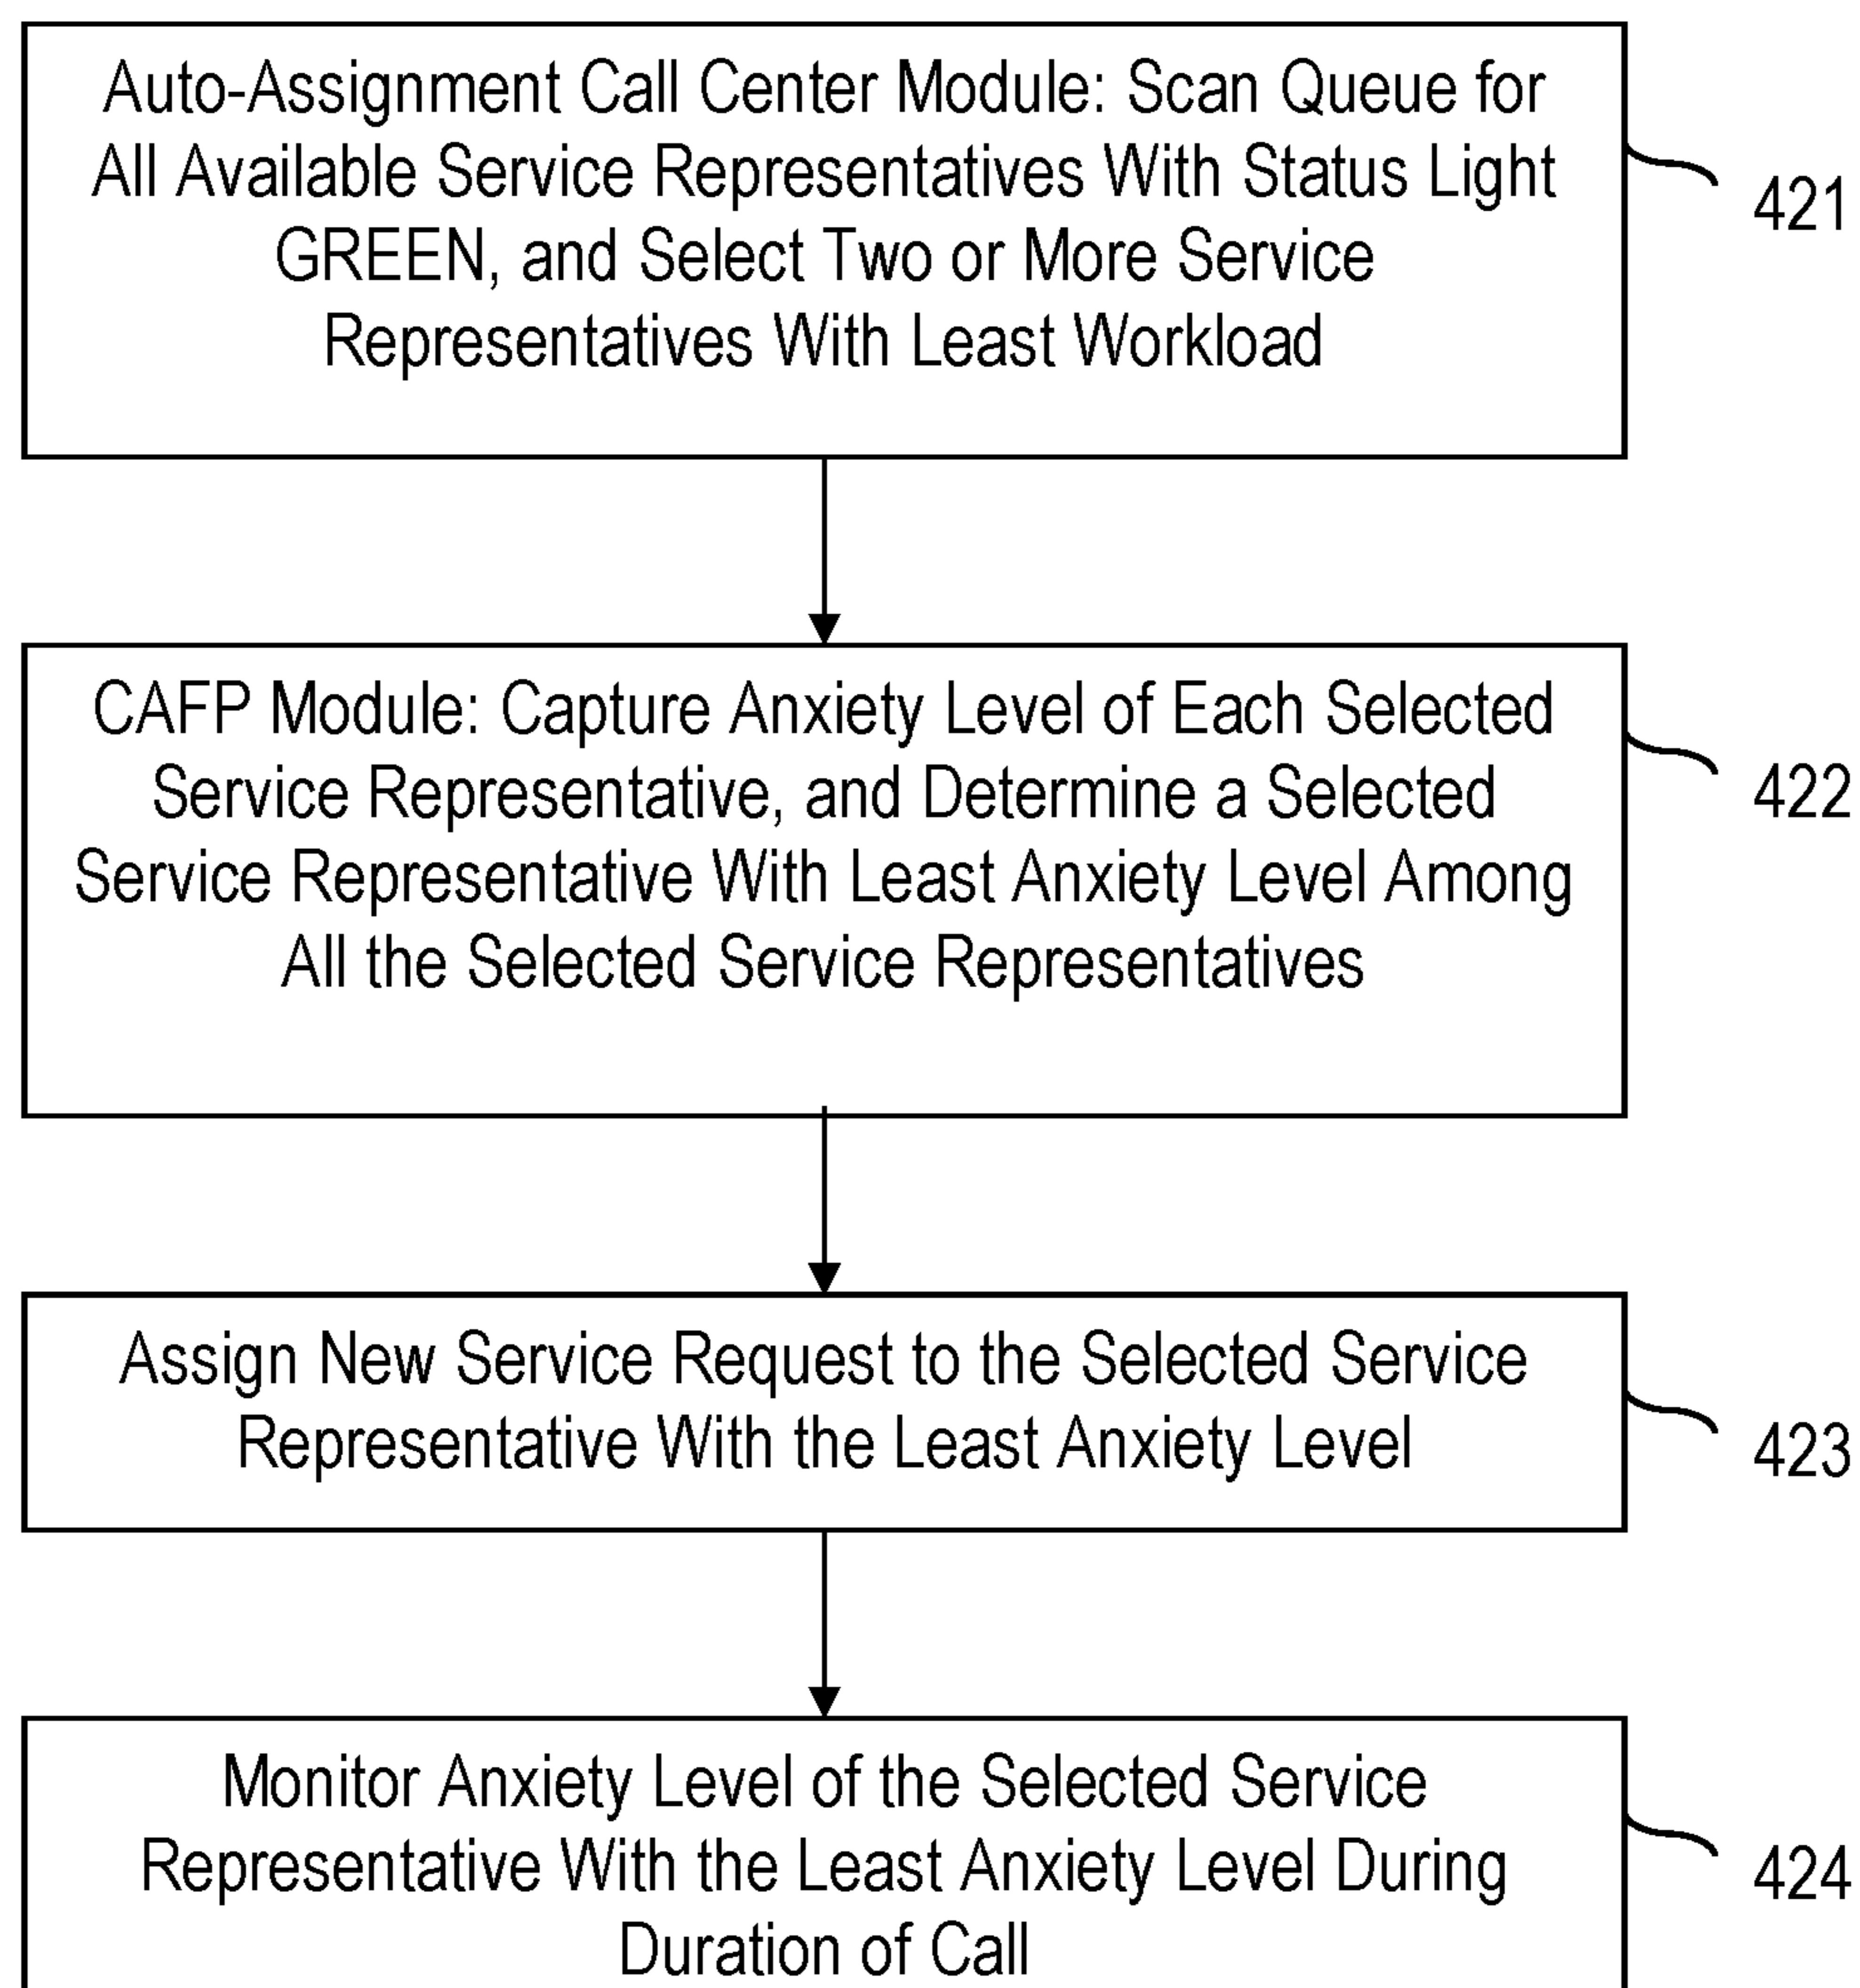 Auto-Assignment Call Center Module: Scan Queue for
All Available Service Representatives With Status Light
GREEN, and Select Two or More Service
Representatives With Least Workload
421
CAFP Module: Capture Anxiety Level of Each Selected
Service Representative, and Determine a Selected
Service Representative With Least Anxiety Level Among
All the Selected Service Representatives
422
Assign New Service Request to the Selected Service
Representative With the Least Anxiety Level
423
Monitor Anxiety Level of the Selected Service
Representative With the Least Anxiety Level During
Duration of Call
424